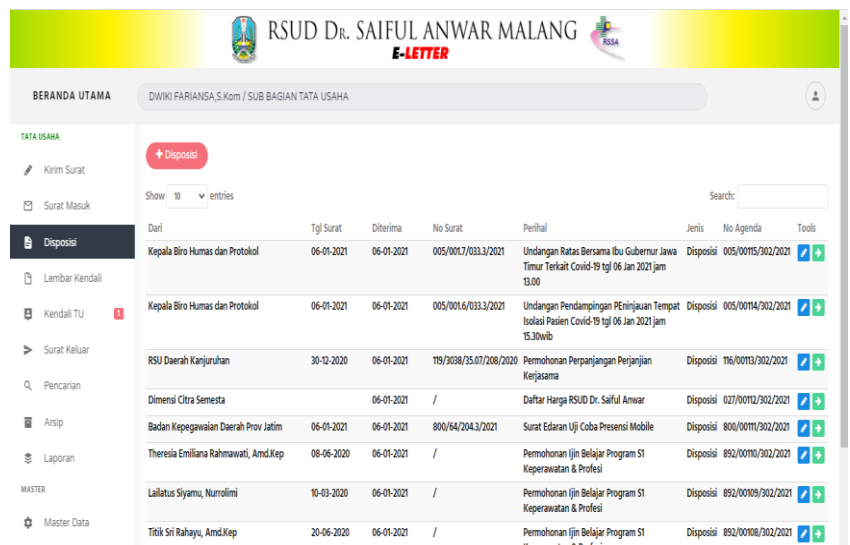 RSUD DR. SAIFUL ANWAR MALANG
E-LETTER
RSSA
BERANDA UTAMA
DWIKI FARIANSA,S.Kom / SUB BAGIAN TATA USAHA
TATA USAHA
Kirim Surat
Surat Masuk
Disposisi
Lembar Kendali
Kendali TU 1
Surat Keluar
Pencarian
Arsip
Laporan
MASTER
Master Data
+ Disposisi
Show 10 entries Search:
Dari Tgl Surat Diterima No Surat Perihal Jenis No Agenda Tools
Kepala Biro Humas dan Protokol 06-01-2021 06-01-2021 005/001.7/033.3/2021 Undangan Ratas Bersama Ibu Gubernur Jawa Disposisi 005/00115/302/2021
Timur Terkait Covid-19 tgl 06 Jan 2021 jam
13.00
Kepala Biro Humas dan Protokol 06-01-2021 06-01-2021 005/001.6/033.3/2021 Undangan Pendampingan PEninjauan Tempat Disposisi 005/00114/302/2021
Isolasi Pasien Covid-19 tgl 06 Jan 2021 jam
15.30wib
RSU Daerah Kanjuruhan 30-12-2020 06-01-2021 119/3038/35.07/208/2020 Permohonan Perpanjangan Perjanjian Disposisi 116/00113/302/2021
Kerjasama
Dimensi Citra Semesta 06-01-2021 / Daftar Harga RSUD Dr. Saiful Anwar Disposisi 027/00112/302/2021
Badan Kepegawaian Daerah Prov Jatim 06-01-2021 06-01-2021 800/64/204.3/2021 Surat Edaran Uji Coba Presensi Mobile Disposisi 800/00111/302/2021
Theresia Emiliana Rahmawati, Amd.Kep 08-06-2020 06-01-2021 / Permohonan Ijin Belajar Program S1 Disposisi 892/00110/302/2021
Keperawatan & Profesi
Lailatus Siyamu, Nurrolimi 10-03-2020 06-01-2021 / Permohonan Ijin Belajar Program S1 Disposisi 892/00109/302/2021
Keperawatan & Profesi
Titik Sri Rahayu, Amd.Kep 20-06-2020 06-01-2021 / Permohonan Ijin Belajar Program S1 Disposisi 892/00108/302/2021